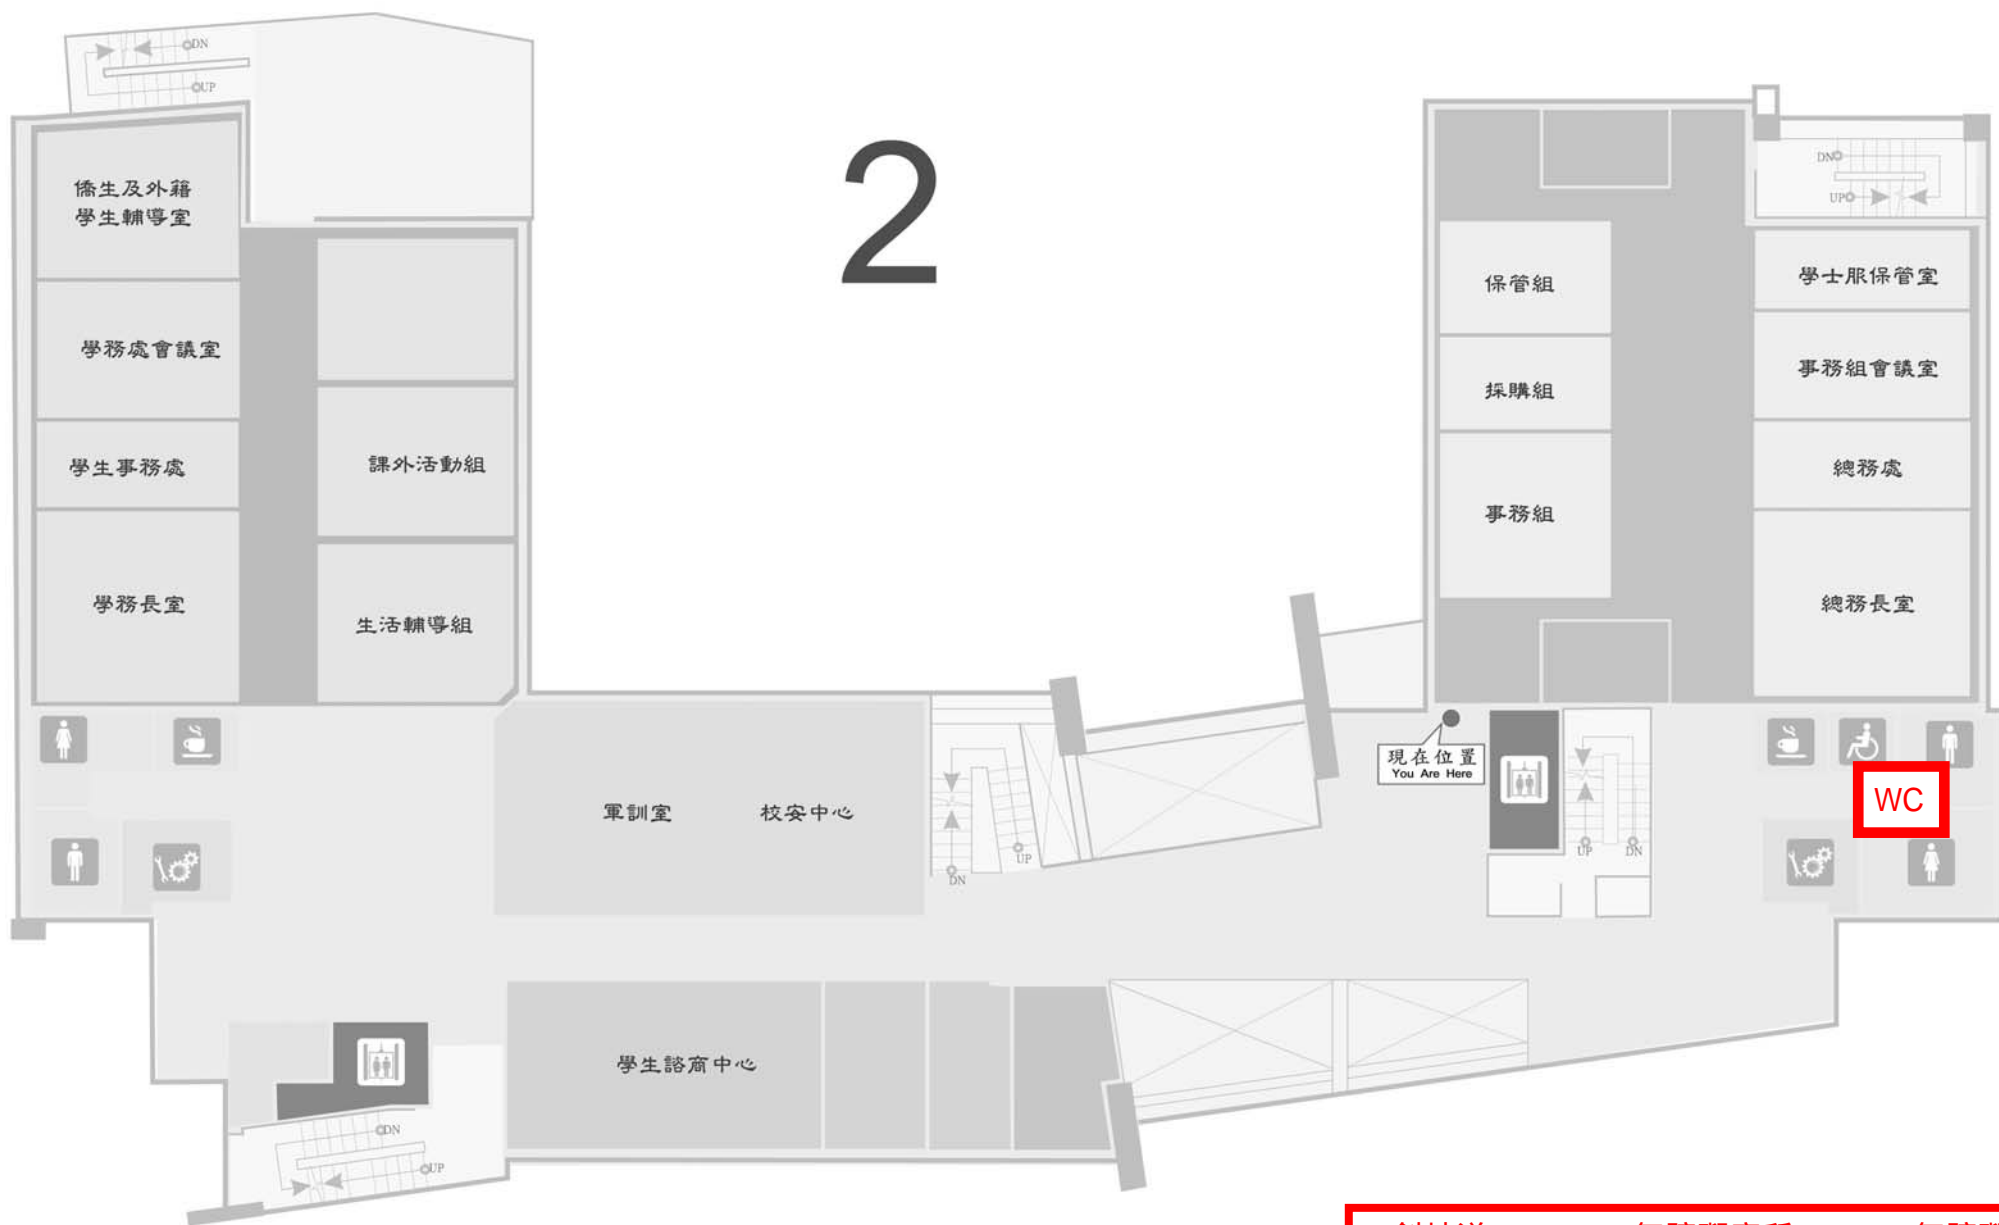 DN
UP
2
DN
UP
僑生及外籍
學生輔導室
保管組
學士服保管室
學務處會議室
採購組
事務組會議室
學生事務處
課外活動組
事務組
總務處
學務長室
生活輔導組
總務長室
現在位置
You Are Here
WC
軍訓室
校安中心
UP
DN
UP
DN
學生諮商中心
DN
UP